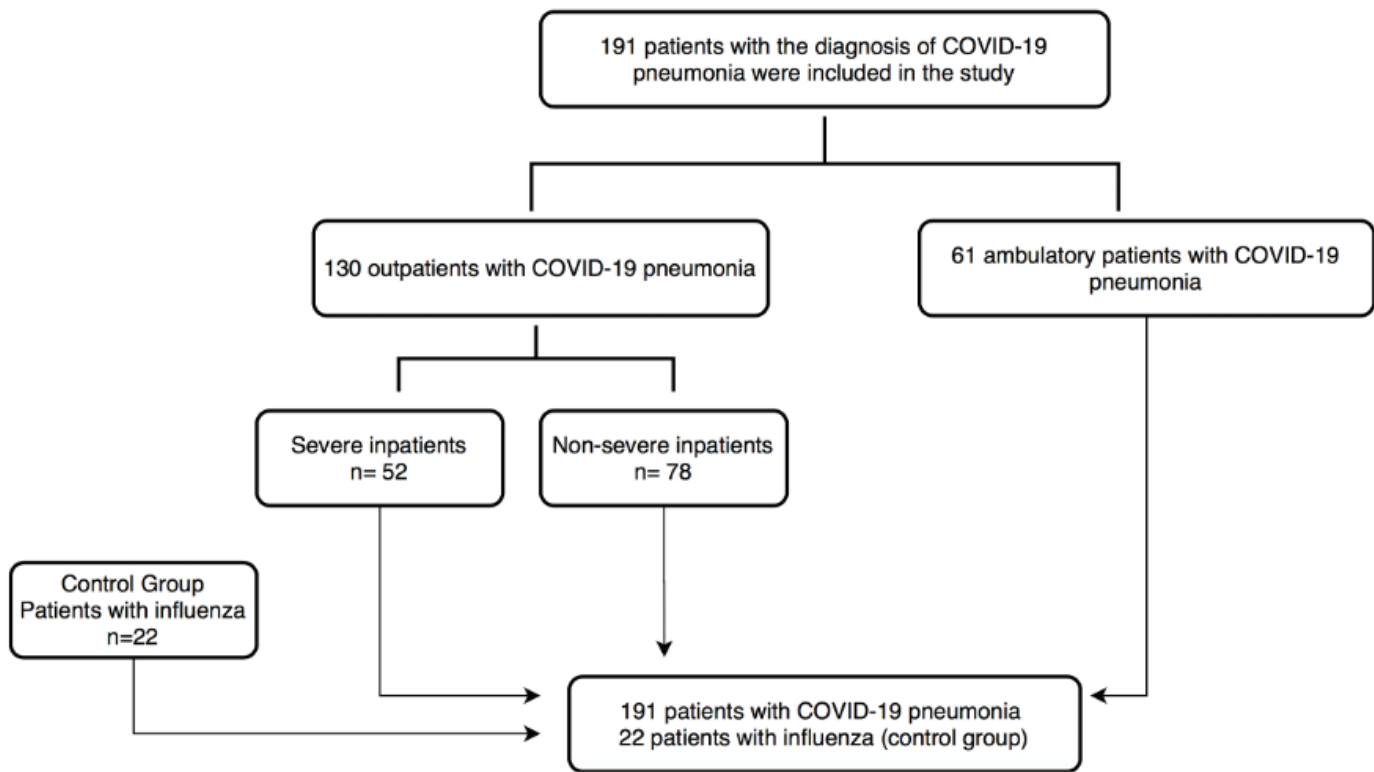 191 patients with the diagnosis of COVID-19
pneumonia were included in the study
130 outpatients with COVID-19 pneumonia
61 ambulatory patients with COVID-19
pneumonia
Severe inpatients
n= 52
Non-severe inpatients
n= 78
Control Group
Patients with influenza
n=22
191 patients with COVID-19 pneumonia
22 patients with influenza (control group)